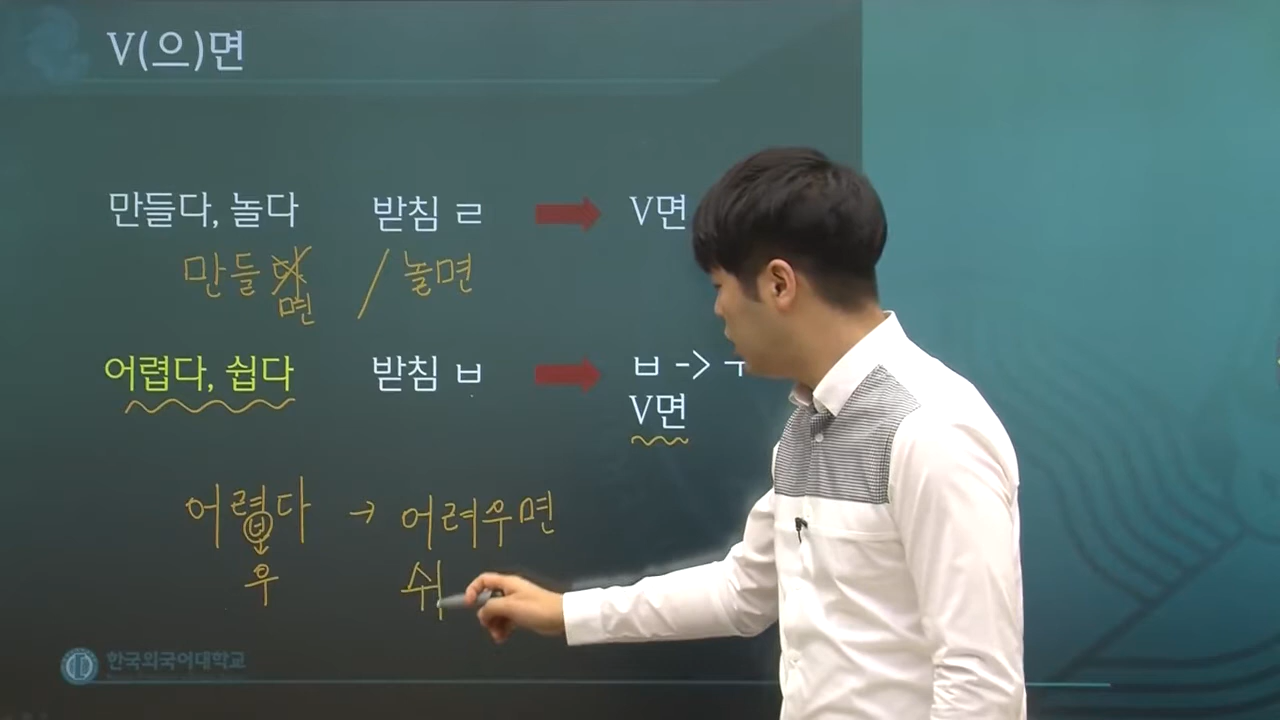 V(으)면
만들다, 놀다 받침 ㄹ V면
만들 면 / 놀면
어렵다, 쉽다 받침 ㅂ ㅂ -> ㅜ
V면
어렵다 → 어려우면
우 쉬
한국외국어대학교